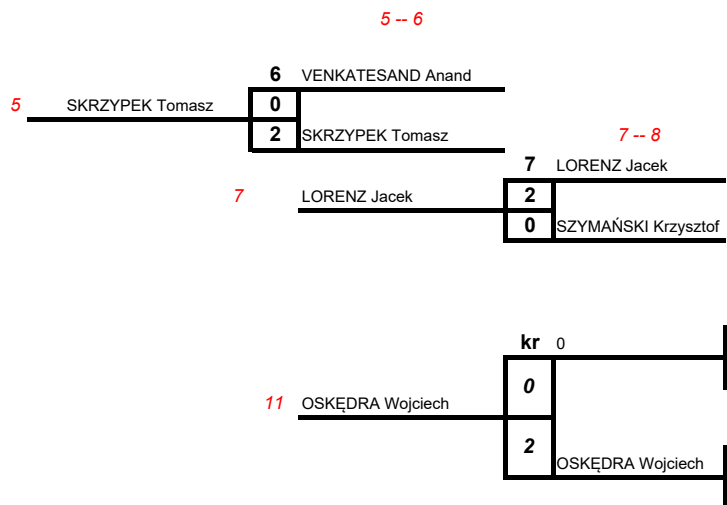 5 -- 6
6 VENKATESAND Anand
5 SKRZYPEK Tomasz 0
2 SKRZYPEK Tomasz
7 -- 8
7 LORENZ Jacek
7 LORENZ Jacek 2
0 SZYMAŃSKI Krzysztof
kr 0
0
11 OSKĘDRA Wojciech
2
OSKĘDRA Wojciech